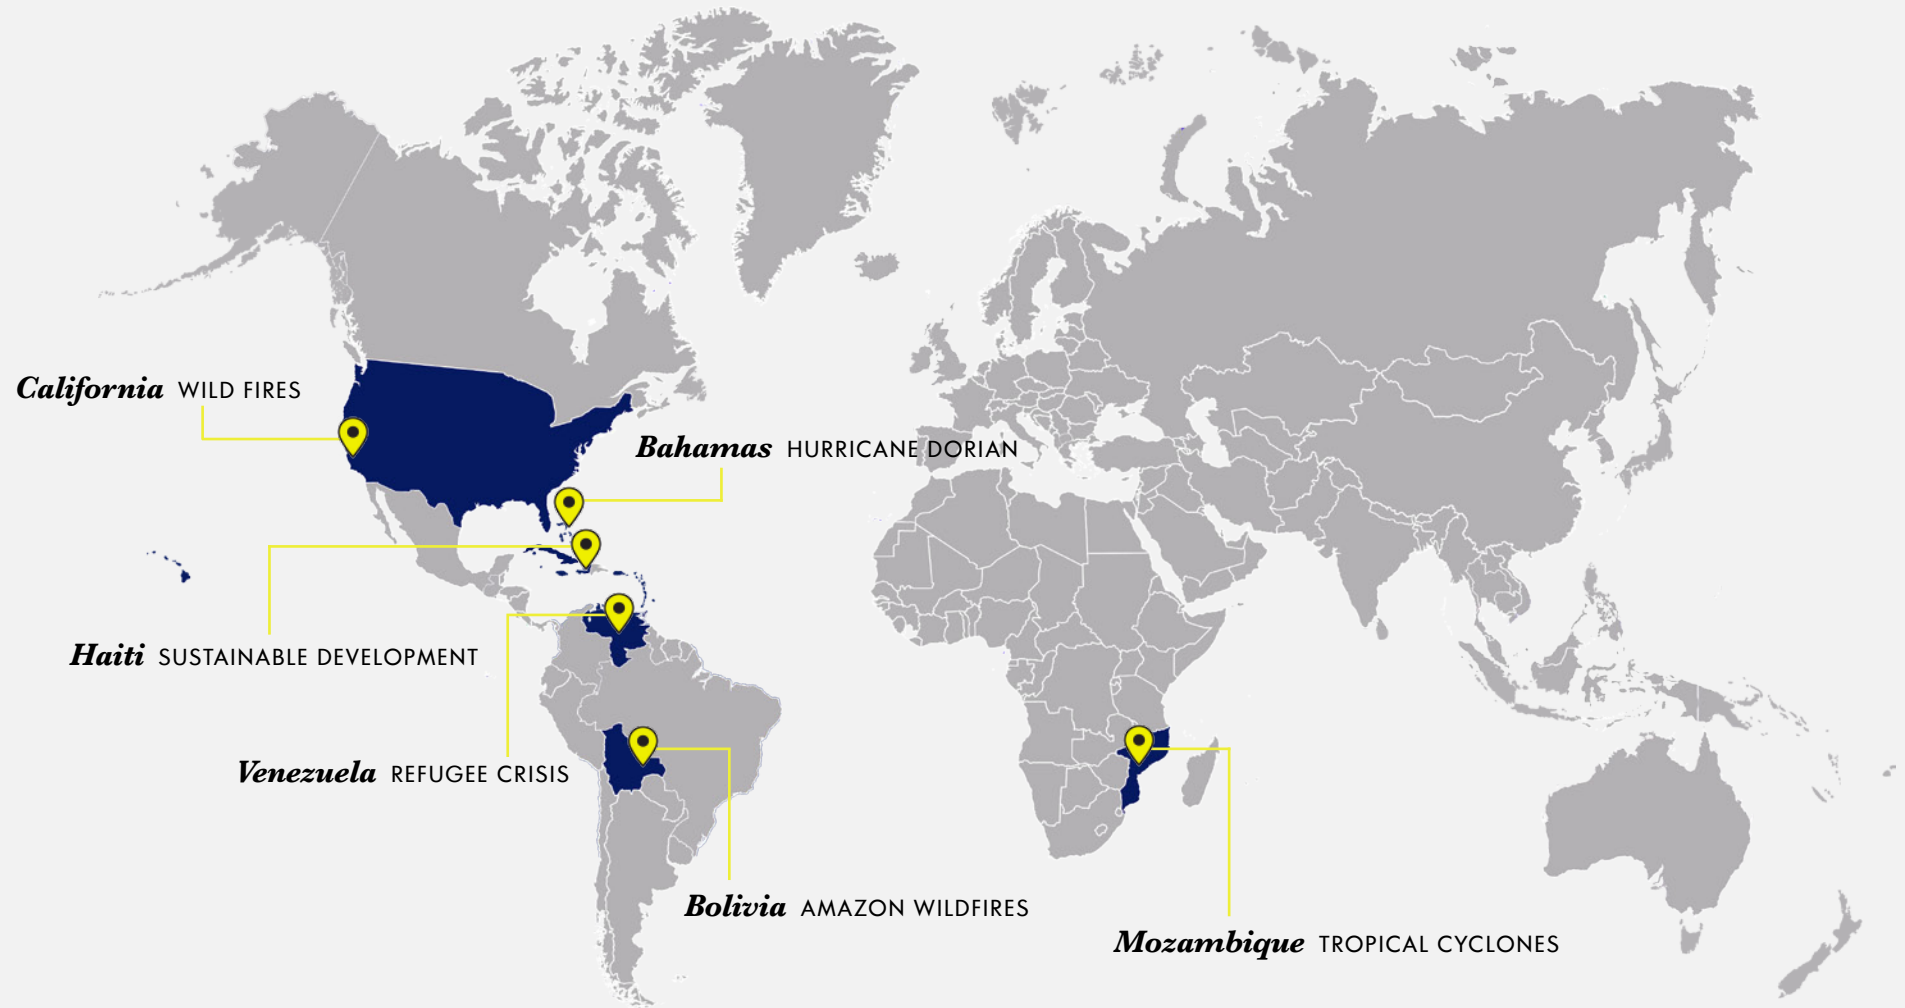 California WILD FIRES
Bahamas HURRICANE DORIAN
Haiti SUSTAINABLE DEVELOPMENT
Venezuela REFUGEE CRISIS
Bolivia AMAZON WILDFIRES
Mozambique TROPICAL CYCLONES